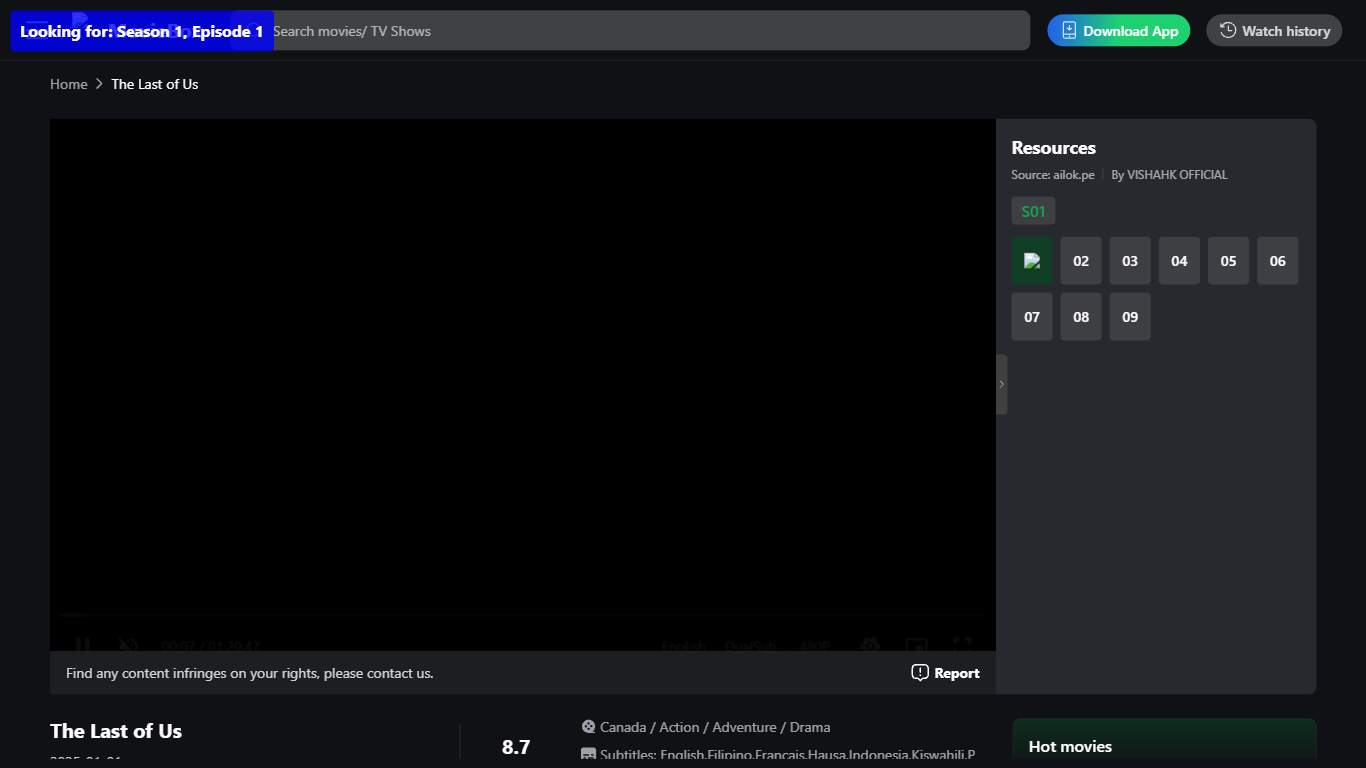 Looking for: Season 1, Episode 1
Search movies/ TV Shows
Download App
Watch history
Home
The Last of Us
Resources
Source: ailok.pe
By VISHAHK OFFICIAL
S01
02
03
04
05
06
07
08
09
00:07 / 01:20:47
English
DualSub
480P
Find any content infringes on your rights, please contact us.
Report
The Last of Us
8.7
Canada / Action / Adventure / Drama
Subtitles: English,Filipino,Français,Hausa,Indonesia,Kiswahili,P
Hot movies